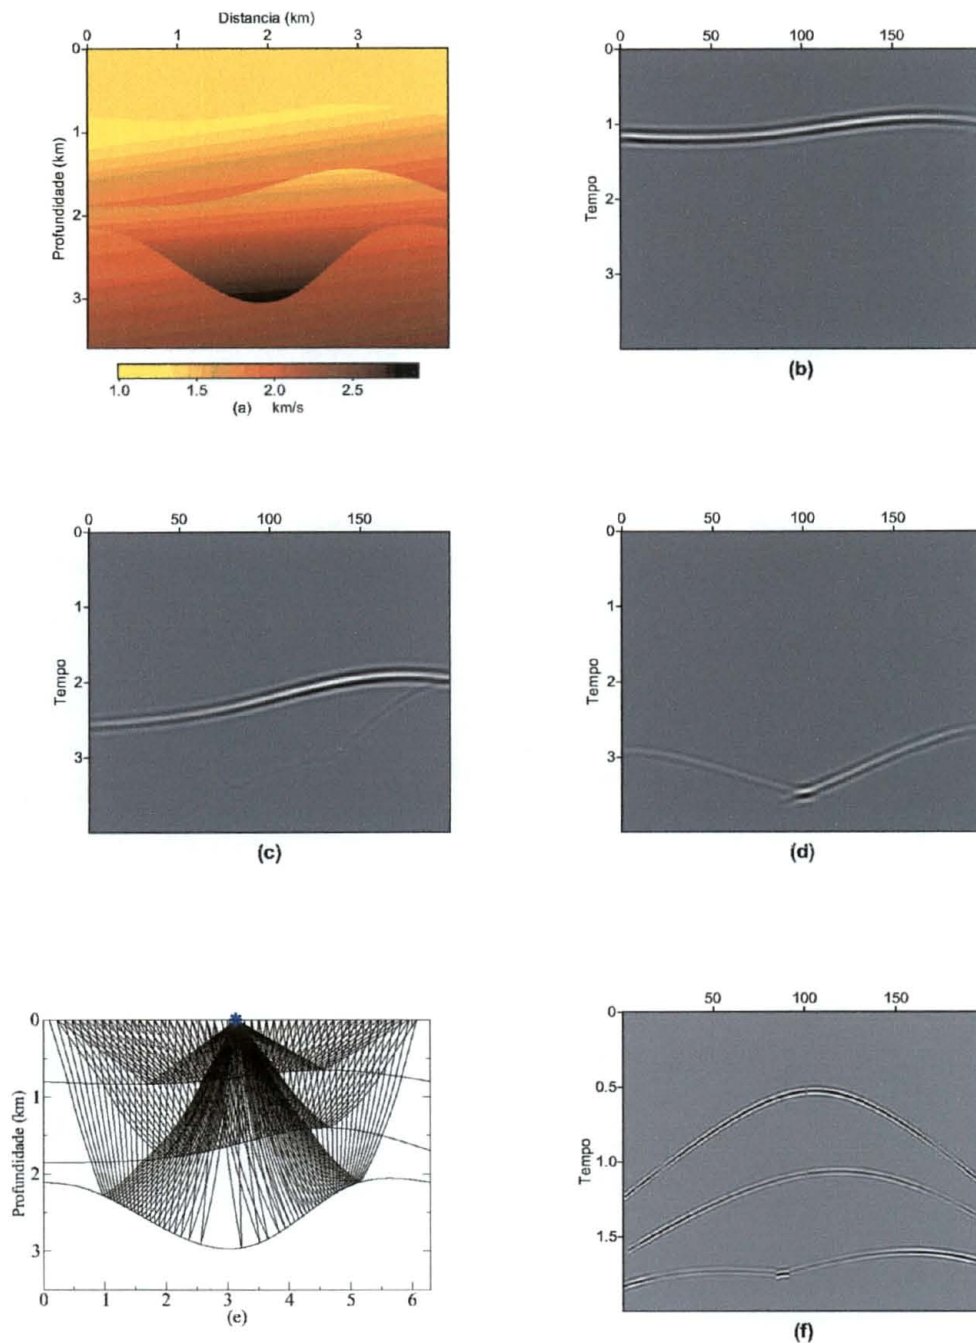 Distancia (km)
0 1 2 3
Profundidade (km)
0
1
2
3
1.0 1.5 2.0 2.5
(a) km/s
0 50 100 150
Tempo
0
1
2
3
(b)
0 50 100 150
Tempo
0
1
2
3
(c)
0 50 100 150
Tempo
0
1
2
3
(d)
Profundidade (km)
0
1
2
3
0 1 2 3 4 5 6
(e)
50 100 150
Tempo
0
0.5
1.0
1.5
(f)